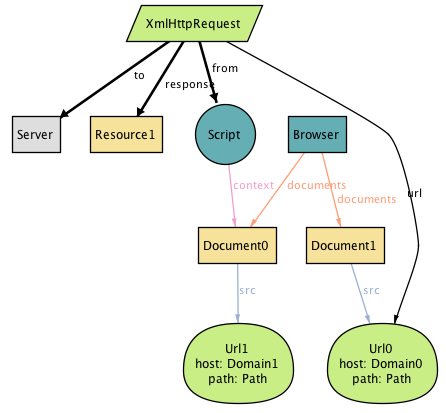 XmlHttpRequest
to
response
from
Server
Resource1
Script
Browser
url
context
documents
documents
Document0
Document1
src
src
Url1
host: Domain1
path: Path
Url0
host: Domain0
path: Path